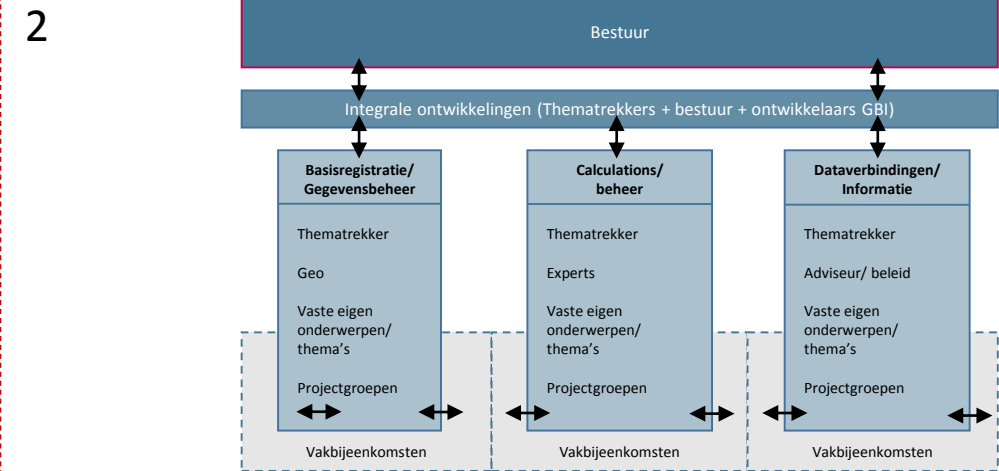 2
Bestuur
Integrale ontwikkelingen (Thematrekkers + bestuur + ontwikkelaars GBI)
Basisregistratie/
Gegevensbeheer
Thematrekker
Geo
Vaste eigen
onderwerpen/
thema's
Projectgroepen
Vakbijeenkomsten
Calculations/
beheer
Thematrekker
Experts
Vaste eigen
onderwerpen/
thema's
Projectgroepen
Vakbijeenkomsten
Dataverbindingen/
Informatie
Thematrekker
Adviseur/ beleid
Vaste eigen
onderwerpen/
thema's
Projectgroepen
Vakbijeenkomsten